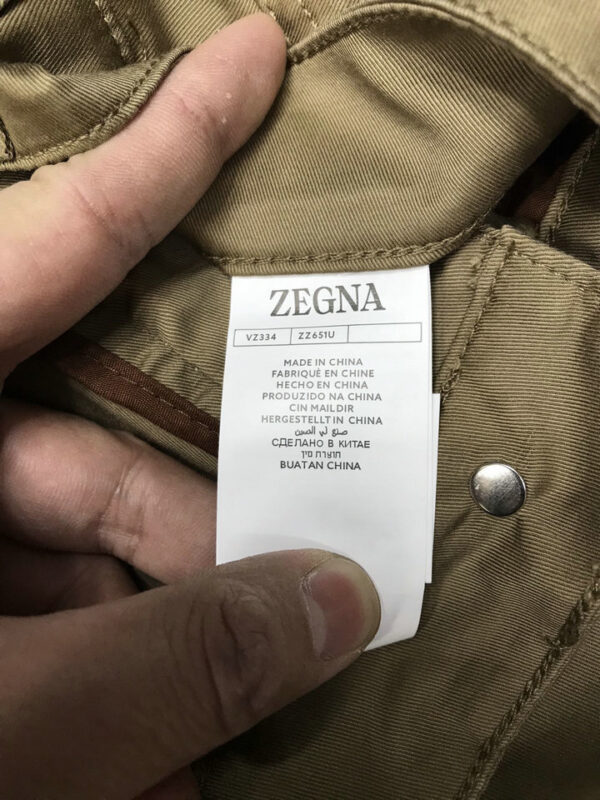 ZEGNA
VZ334 ZZ651U
MADE IN CHINA
FABRIQUÉ EN CHINE
HECHO EN CHINA
PRODUZIDO NA CHINA
CIN MAILDIR
HERGESTELLT IN CHINA
صنع في الصين
СДЕЛАНО В КИТАЕ
תוצרת סין
BUATAN CHINA